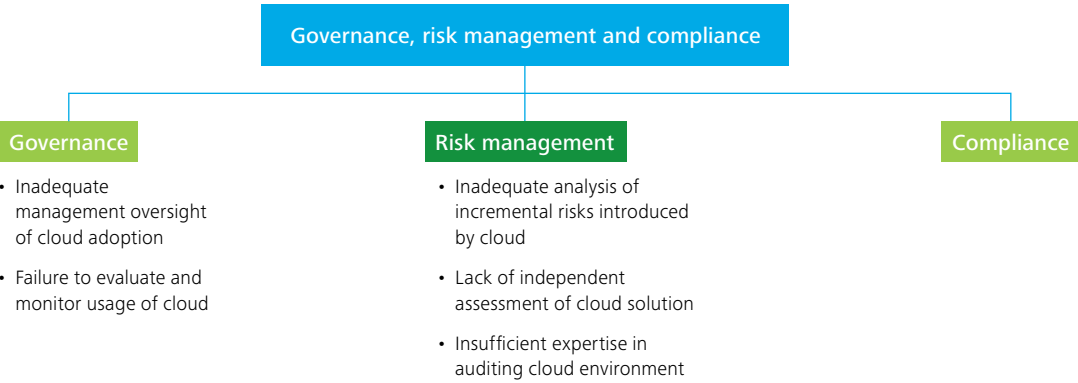 Governance, risk management and compliance
Governance
• Inadequate
management oversight
of cloud adoption
• Failure to evaluate and
monitor usage of cloud
Risk management
• Inadequate analysis of
incremental risks introduced
by cloud
• Lack of independent
assessment of cloud solution
• Insufficient expertise in
auditing cloud environment
Compliance